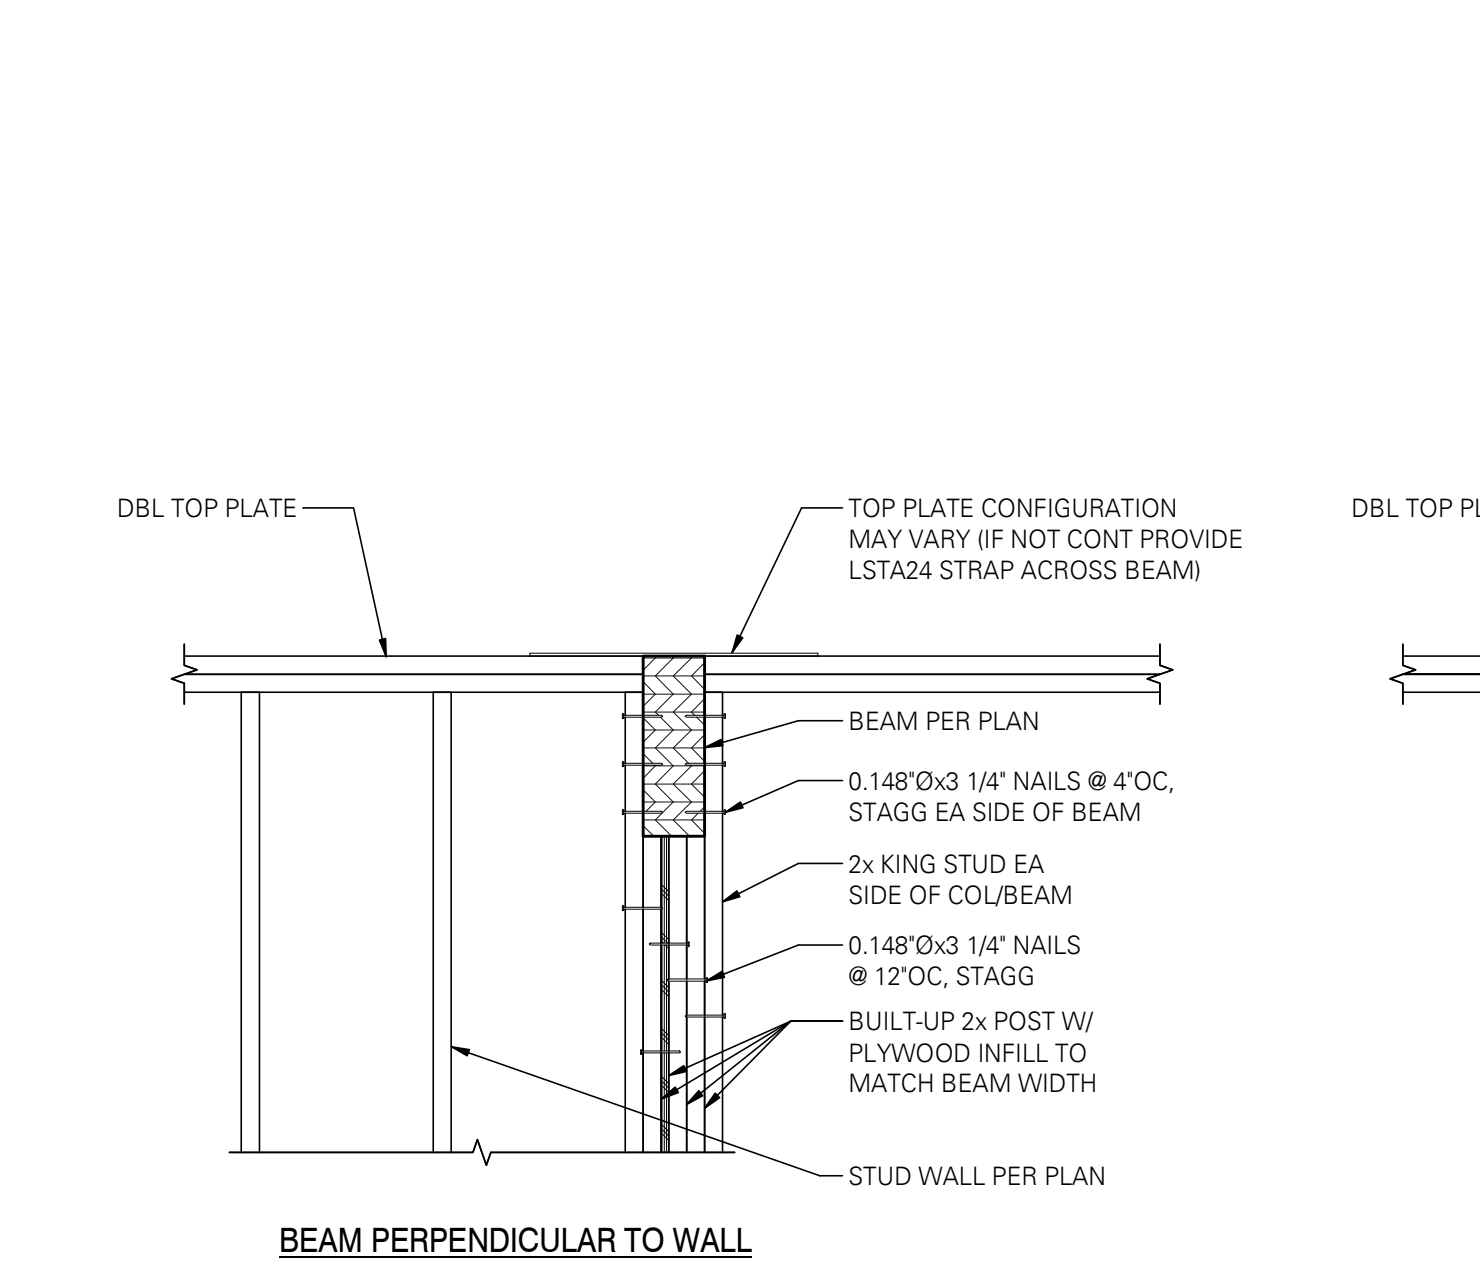 DBL TOP PLATE
TOP PLATE CONFIGURATION
MAY VARY (IF NOT CONT PROVIDE
LSTA24 STRAP ACROSS BEAM)
DBL TOP PL
BEAM PER PLAN
0.148"Øx3 1/4" NAILS @ 4"OC,
STAGG EA SIDE OF BEAM
2x KING STUD EA
SIDE OF COL/BEAM
0.148"Øx3 1/4" NAILS
@ 12"OC, STAGG
BUILT-UP 2x POST W/
PLYWOOD INFILL TO
MATCH BEAM WIDTH
STUD WALL PER PLAN
BEAM PERPENDICULAR TO WALL